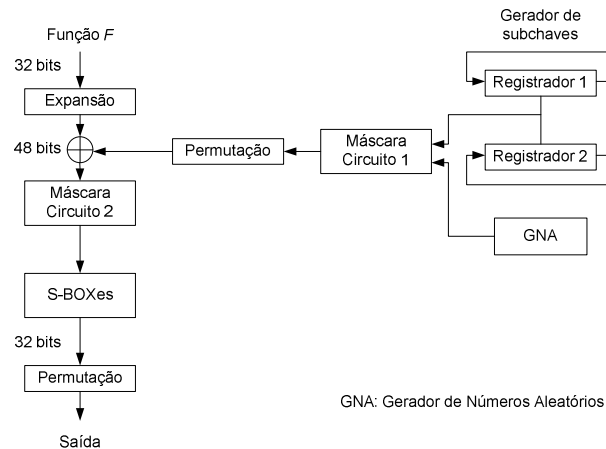 Função F
32 bits
Expansão
48 bits
Máscara
Circuito 2
S-BOXes
32 bits
Permutação
Saída
Permutação
Máscara
Circuito 1
Gerador de
subchaves
Registrador 1
Registrador 2
GNA
GNA: Gerador de Números Aleatórios